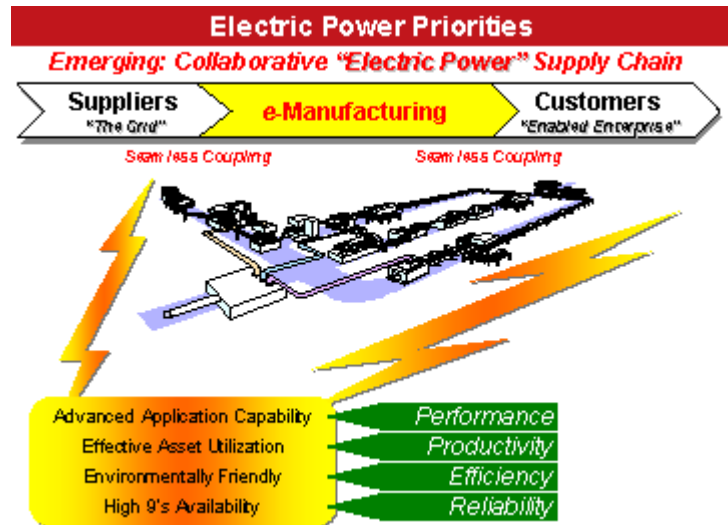 Electric Power Priorities
Emerging: Collaborative “Electric Power” Supply Chain
Suppliers
"The Grid"
e-Manufacturing
Customers
"Enabled Enterprise"
Seamless Coupling
Seamless Coupling
Advanced Application Capability
Performance
Effective Asset Utilization
Productivity
Environmentally Friendly
Efficiency
High 9's Availability
Reliability